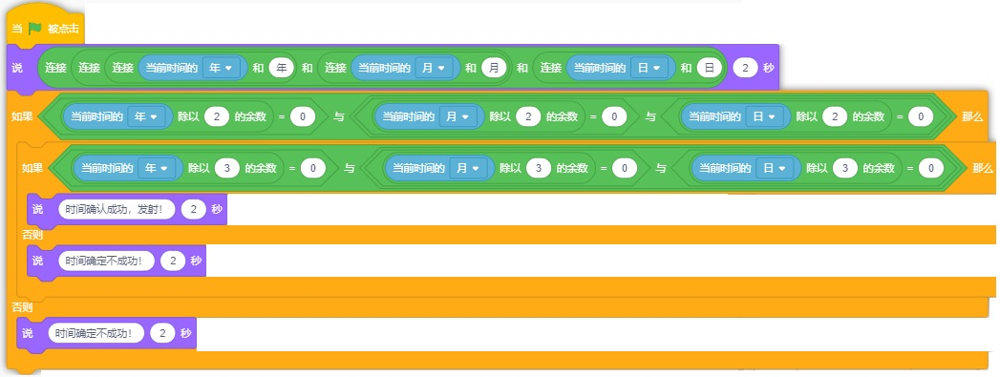 当 被点击
说 连接 连接 连接 当前时间的 年 和 年 和 连接 当前时间的 月 和 月 和 连接 当前时间的 日 和 日 2 秒
如果 当前时间的 年 除以 2 的余数 = 0 与 当前时间的 月 除以 2 的余数 = 0 与 当前时间的 日 除以 2 的余数 = 0 那么
如果 当前时间的 年 除以 3 的余数 = 0 与 当前时间的 月 除以 3 的余数 = 0 与 当前时间的 日 除以 3 的余数 = 0 那么
说 时间确认成功，发射！ 2 秒
否则
说 时间确定不成功！ 2 秒
否则
说 时间确定不成功！ 2 秒